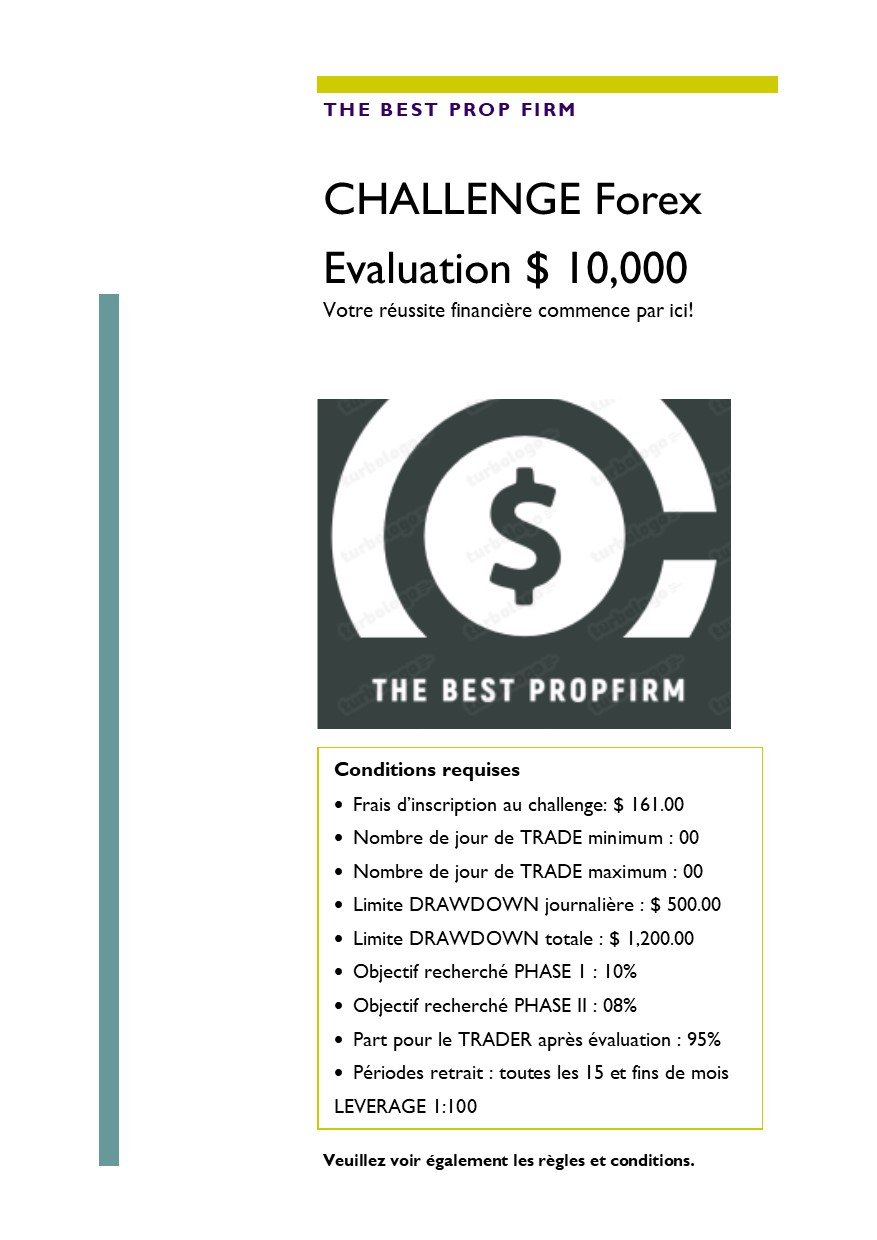 THE BEST PROP FIRM
CHALLENGE Forex
Evaluation $ 10,000
Votre réussite financière commence par ici!
$
THE BEST PROPFIRM
Conditions requises
• Frais d’inscription au challenge: $ 161.00
• Nombre de jour de TRADE minimum : 00
• Nombre de jour de TRADE maximum : 00
• Limite DRAWDOWN journalière : $ 500.00
• Limite DRAWDOWN totale : $ 1,200.00
• Objectif recherché PHASE I : 10%
• Objectif recherché PHASE II : 08%
• Part pour le TRADER après évaluation : 95%
• Périodes retrait : toutes les 15 et fins de mois
LEVERAGE 1:100
Veuillez voir également les règles et conditions.